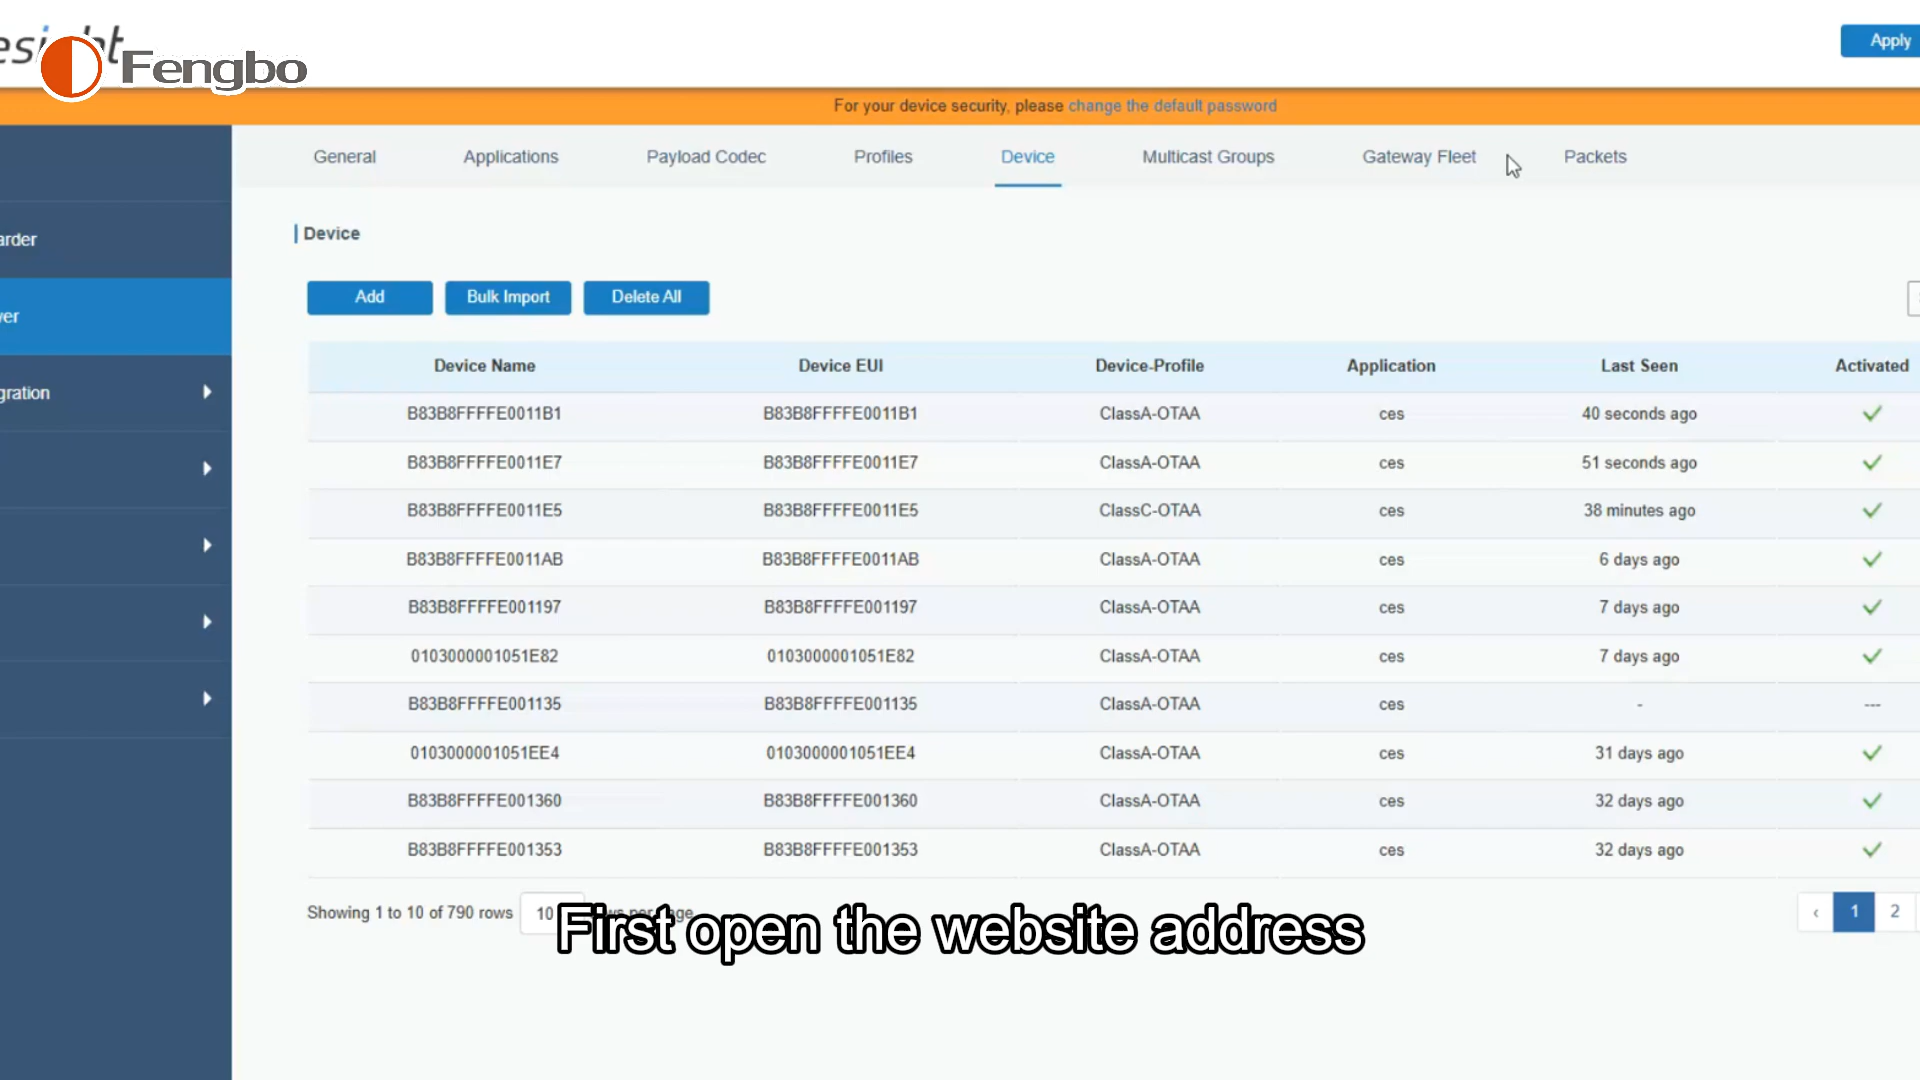 Fengbo
Apply
For your device security, please change the default password
General Applications Payload Codec Profiles Device Multicast Groups Gateway Fleet Packets
Device
Add Bulk Import Delete All
Device Name Device EUI Device-Profile Application Last Seen Activated
B83B8FFFFE0011B1 B83B8FFFFE0011B1 ClassA-OTAA ces 40 seconds ago
B83B8FFFFE0011E7 B83B8FFFFE0011E7 ClassA-OTAA ces 51 seconds ago
B83B8FFFFE0011E5 B83B8FFFFE0011E5 ClassC-OTAA ces 38 minutes ago
B83B8FFFFE0011AB B83B8FFFFE0011AB ClassA-OTAA ces 6 days ago
B83B8FFFFE001197 B83B8FFFFE001197 ClassA-OTAA ces 7 days ago
0103000001051E82 0103000001051E82 ClassA-OTAA ces 7 days ago
B83B8FFFFE001135 B83B8FFFFE001135 ClassA-OTAA ces - ---
0103000001051EE4 0103000001051EE4 ClassA-OTAA ces 31 days ago
B83B8FFFFE001360 B83B8FFFFE001360 ClassA-OTAA ces 32 days ago
B83B8FFFFE001353 B83B8FFFFE001353 ClassA-OTAA ces 32 days ago
Showing 1 to 10 of 790 rows 10
‹ 1 2
First open the website address